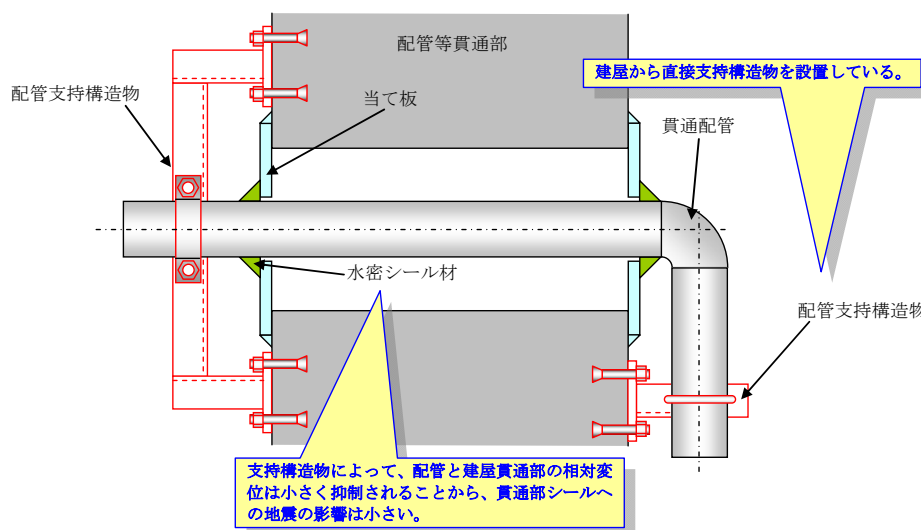 配管等貫通部
建屋から直接支持構造物を設置している。
配管支持構造物
当て板
貫通配管
水密シール材
配管支持構造物
支持構造物によって、配管と建屋貫通部の相対変
位は小さく抑制されることから、貫通部シールへ
の地震の影響は小さい。